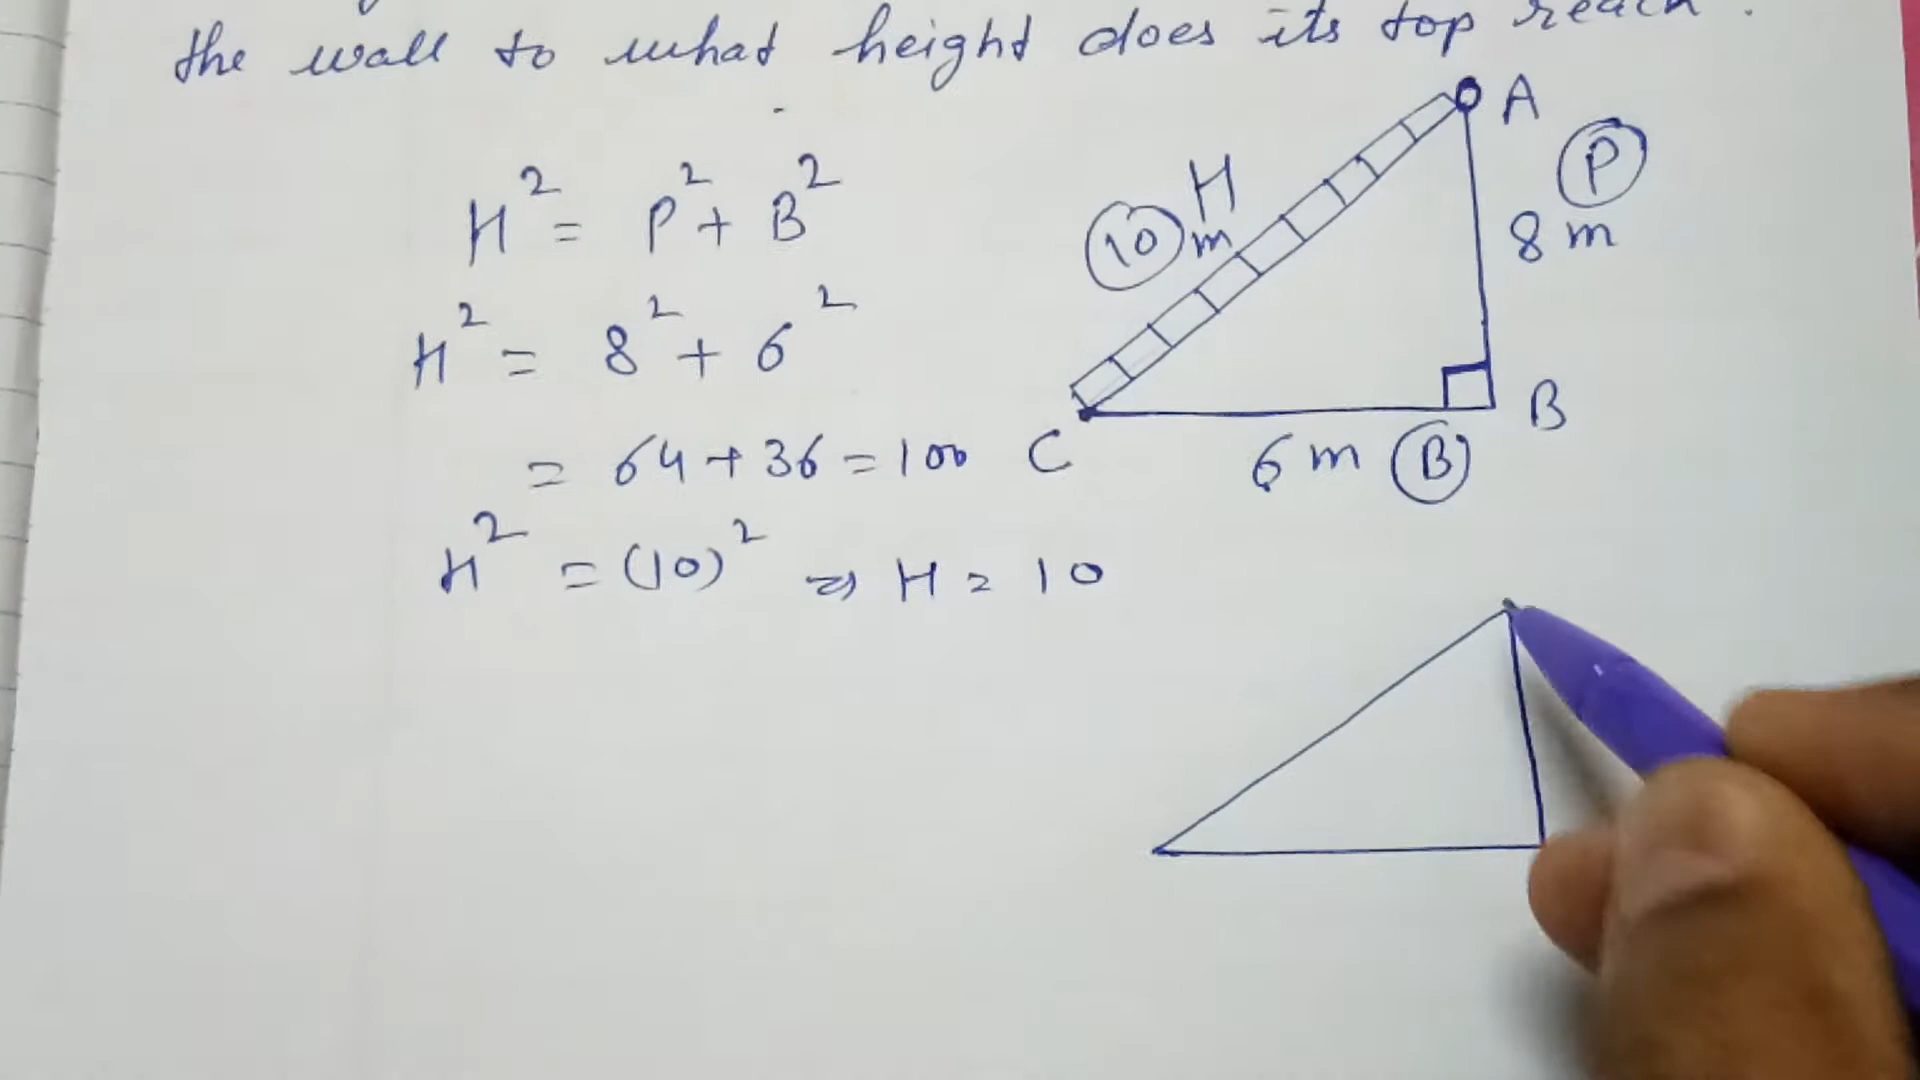 the wall to what height does its top reach.
H² = P² + B²
H² = 8² + 6²
= 64 + 36 = 100
H² = (10)² ⇒ H = 10
A
P
H
10 m
8 m
B
C
6 m B